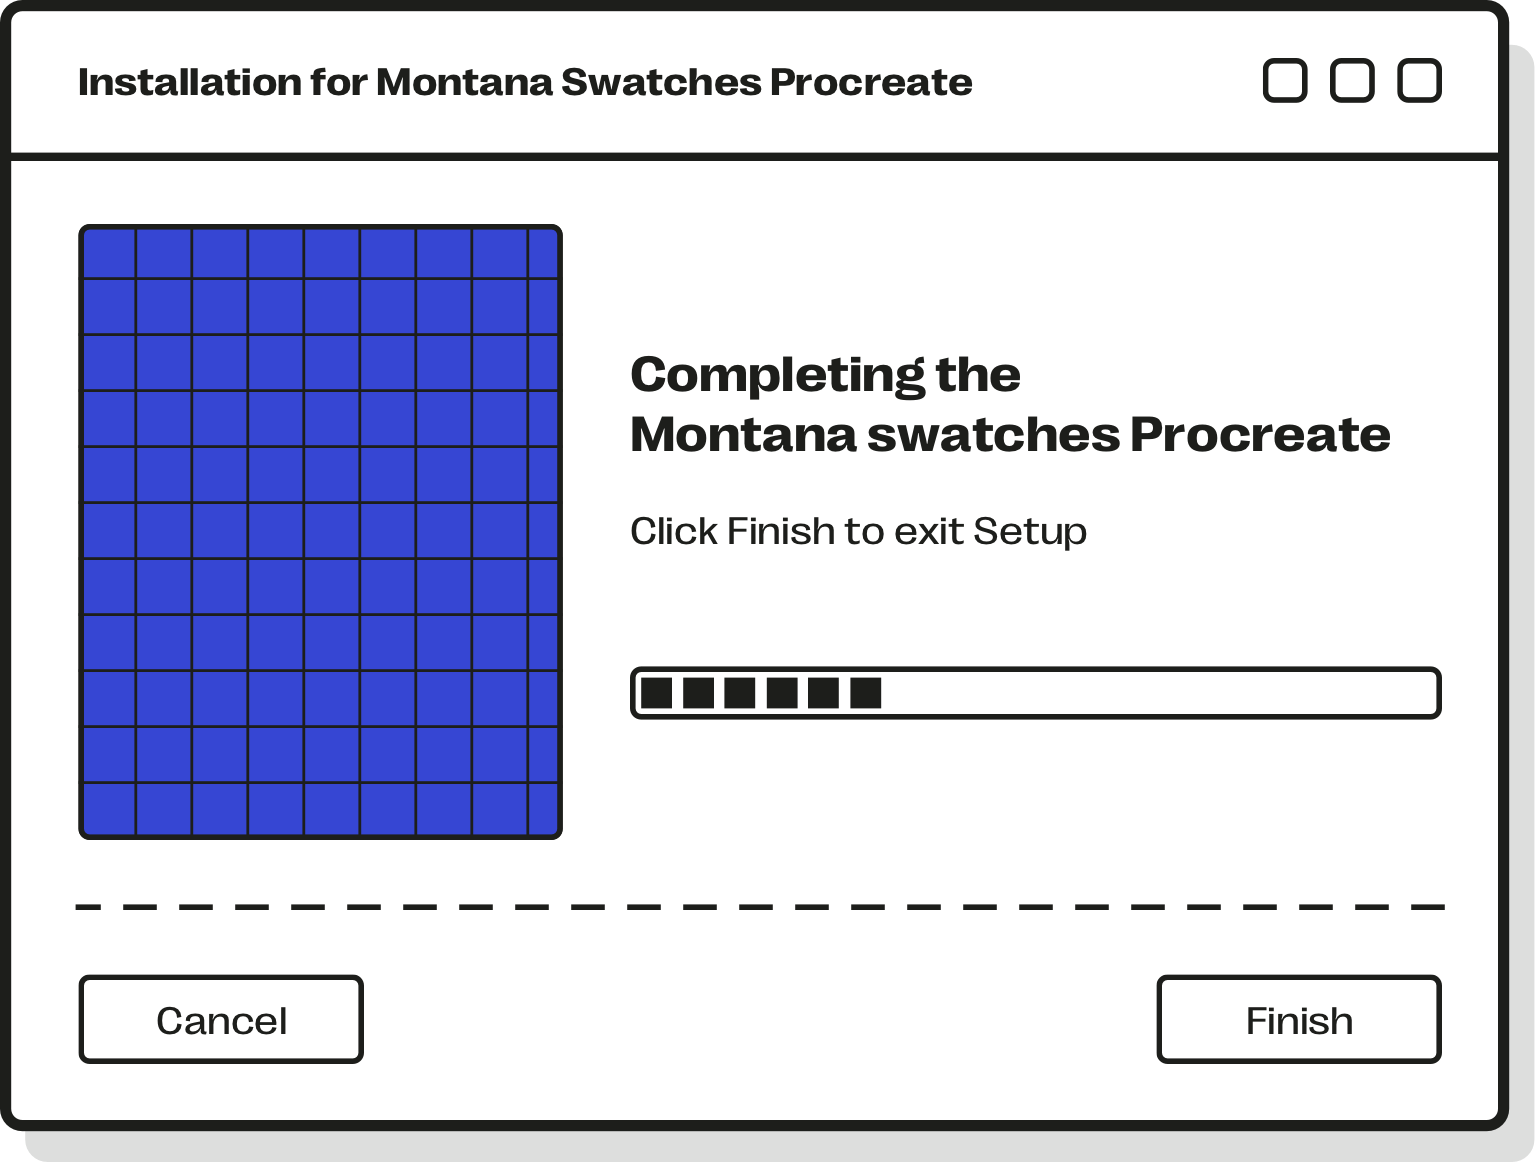 Installation for Montana Swatches Procreate
Completing the
Montana swatches Procreate
Click Finish to exit Setup
Cancel
Finish